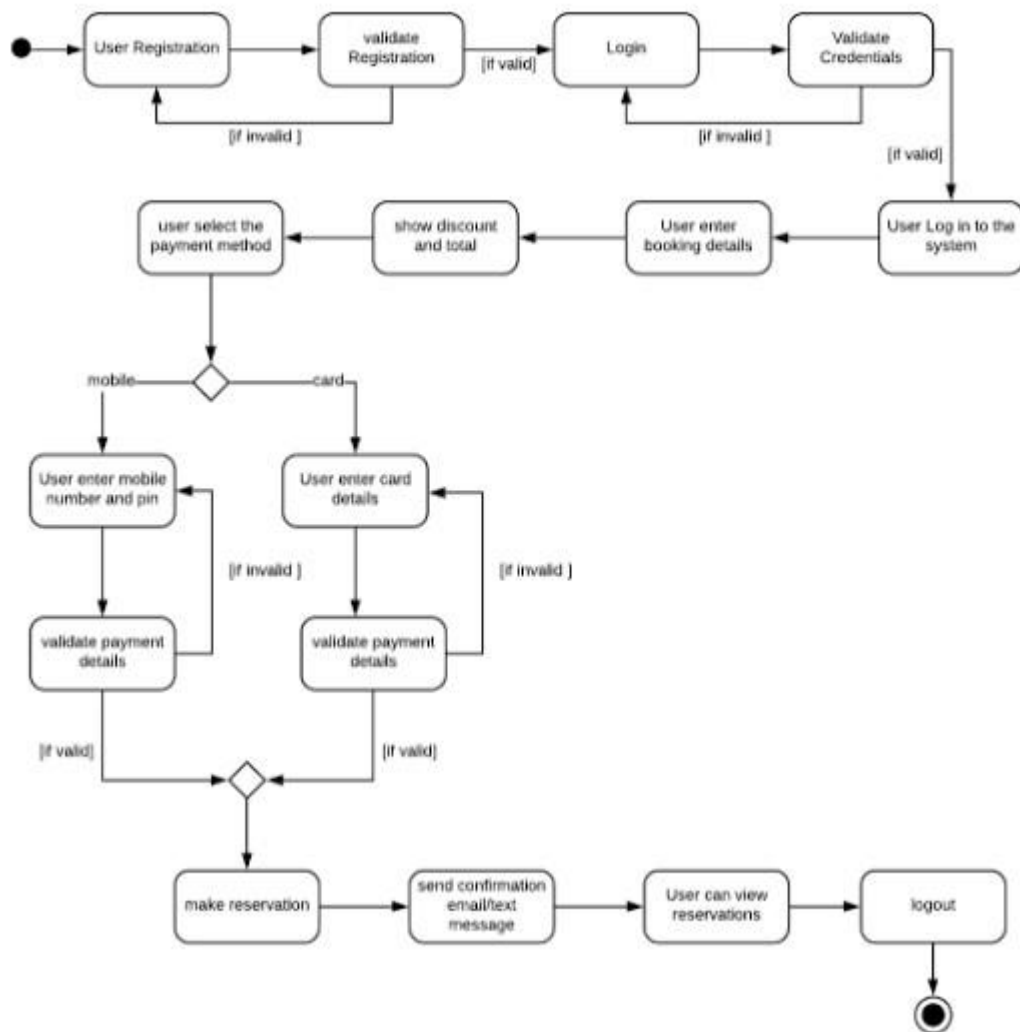 User Registration
validate
Registration
[if valid]
Login
Validate
Credentials
[if invalid ]
[if invalid ]
[if valid]
user select the
payment method
show discount
and total
User enter
booking details
User Log in to the
system
mobile
card
User enter mobile
number and pin
User enter card
details
[if invalid ]
[if invalid ]
validate payment
details
validate payment
details
[if valid]
[if valid]
make reservation
send confirmation
email/text
message
User can view
reservations
logout